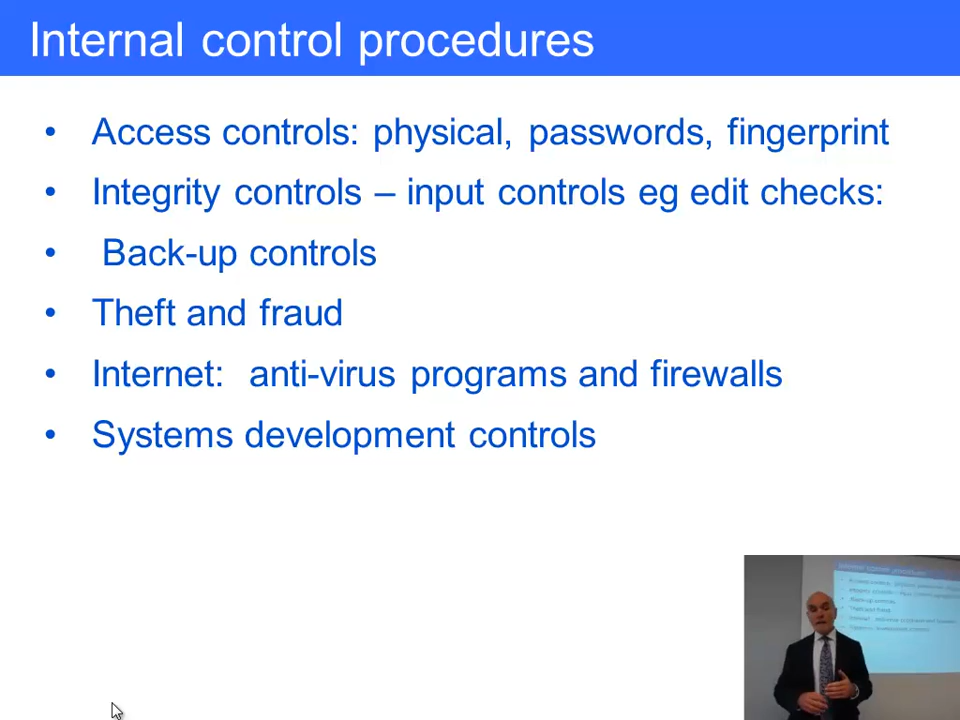 Internal control procedures
• Access controls: physical, passwords, fingerprint
• Integrity controls – input controls eg edit checks:
• Back-up controls
• Theft and fraud
• Internet: anti-virus programs and firewalls
• Systems development controls